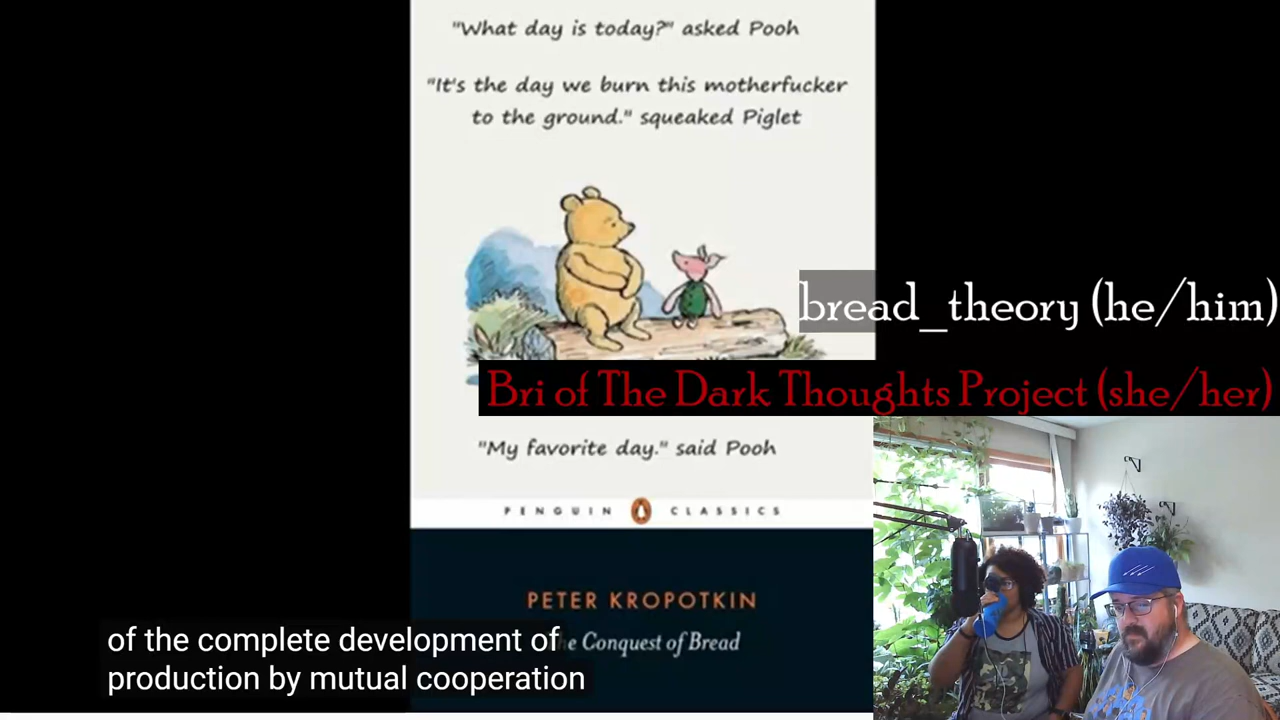 "What day is today?" asked Pooh
"It's the day we burn this motherfucker
to the ground." squeaked Piglet
bread_theory (he/him)
Bri of The Dark Thoughts Project (she/her)
"My favorite day." said Pooh
PENGUIN CLASSICS
PETER KROPOTKIN
Conquest of Bread
of the complete development of
production by mutual cooperation